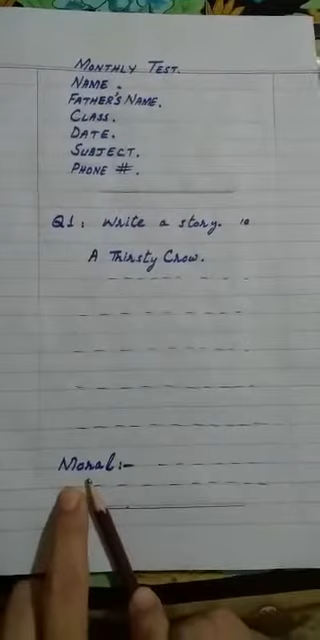 MONTHLY TEST.
NAME.
FATHER'S NAME.
CLASS.
DATE.
SUBJECT.
PHONE #.
Q1: Write a story. 10
A Thirsty Crow.
Moral:-